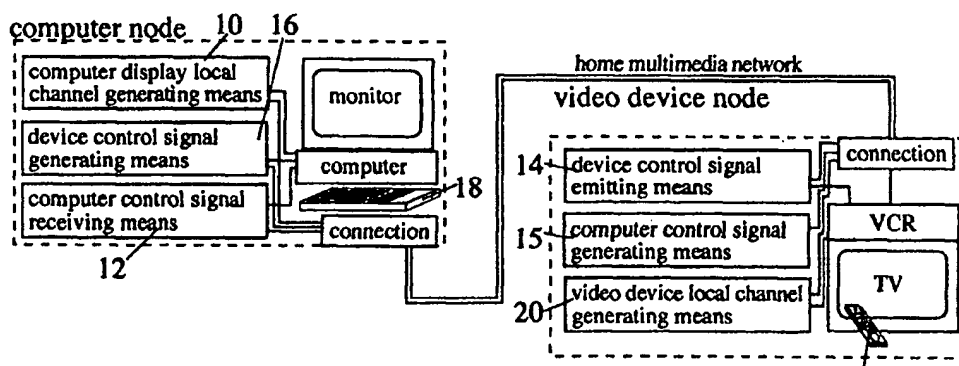 computer node
10
16
computer display local
channel generating means
device control signal
generating means
computer control signal
receiving means
12
monitor
computer
18
connection
home multimedia network
video device node
14
device control signal
emitting means
15
computer control signal
generating means
20
video device local channel
generating means
connection
VCR
TV